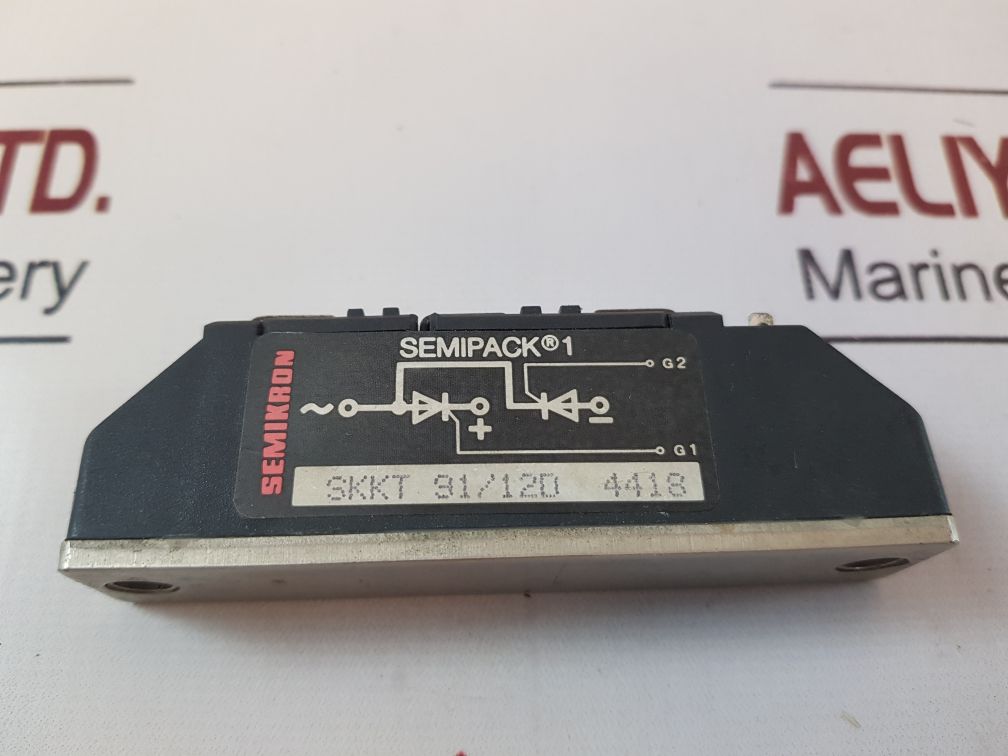 TD.
AELIY
ery
Marine
SEMIKRON
SEMIPACK®1
G2
~
+
–
G1
SKKT 91/12D 4418